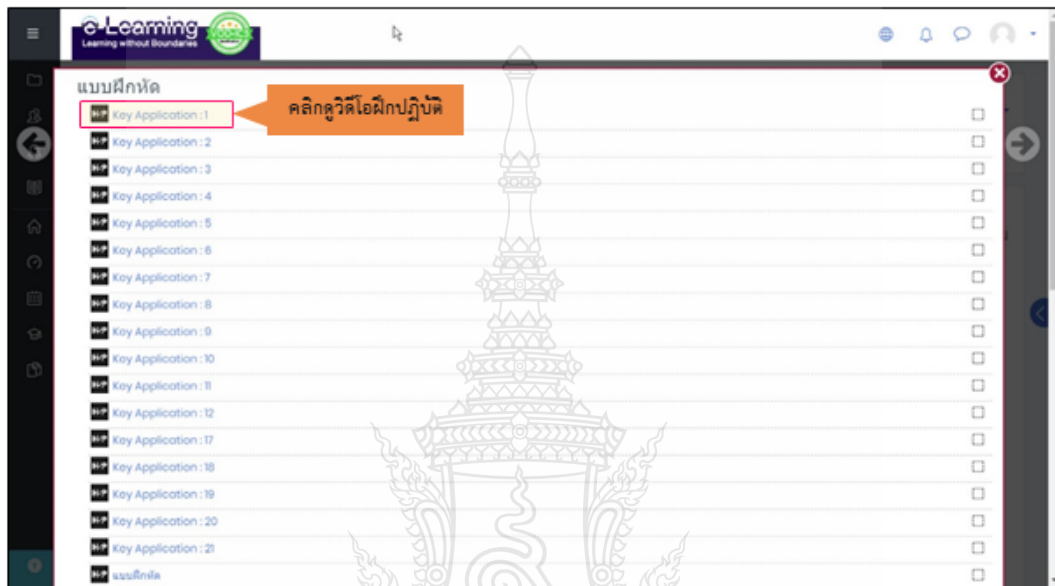 e-Learning
Learning without Boundaries
แบบฝึกหัด
Key Application : 1
คลิกดูวิดีโอฝึกปฏิบัติ
Key Application : 2
Key Application : 3
Key Application : 4
Key Application : 5
Key Application : 6
Key Application : 7
Key Application : 8
Key Application : 9
Key Application : 10
Key Application : 11
Key Application : 12
Key Application : 17
Key Application : 18
Key Application : 19
Key Application : 20
Key Application : 21
แบบฝึกหัด